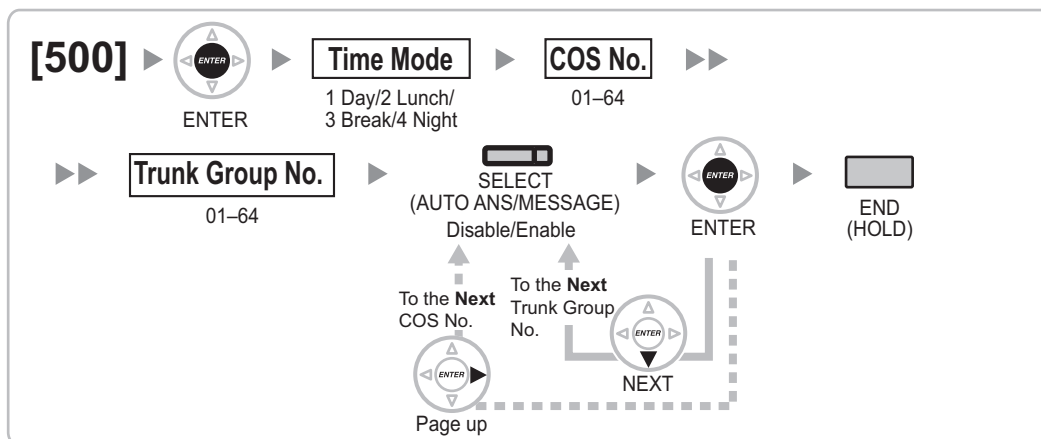 [500]
ENTER
ENTER
Time Mode
1 Day/2 Lunch/
3 Break/4 Night
COS No.
01–64
Trunk Group No.
01–64
SELECT
(AUTO ANS/MESSAGE)
Disable/Enable
ENTER
ENTER
END
(HOLD)
To the Next
COS No.
ENTER
Page up
To the Next
Trunk Group
No.
ENTER
NEXT